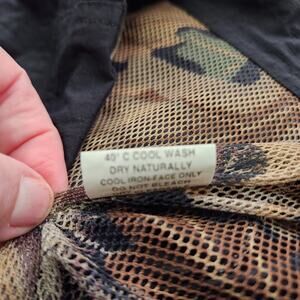 40° C COOL WASH
DRY NATURALLY
COOL IRON-FACE ONLY
DO NOT BLEACH